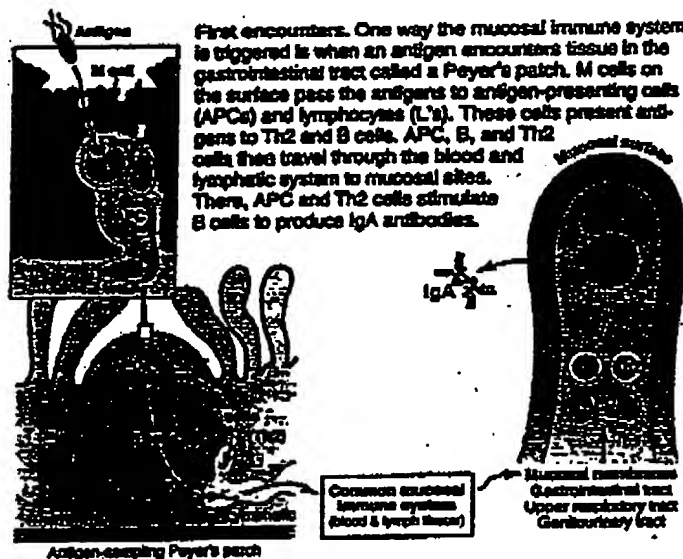 Antigen
M cell
First encounters. One way the mucosal immune system
is triggered is when an antigen encounters tissue in the
gastrointestinal tract called a Peyer's patch. M cells on
the surface pass the antigens to antigen-presenting cells
(APCs) and lymphocytes (L's). These cells present anti-
gens to Th2 and B cells. APC, B, and Th2
cells then travel through the blood and
lymphatic system to mucosal sites.
There, APC and Th2 cells stimulate
B cells to produce IgA antibodies.
Mucosal surface
IgA
Common mucosal
immune system
(blood & lymph tissue)
Mucosal membranes
Gastrointestinal tract
Upper respiratory tract
Genitourinary tract
Antigen-sampling Peyer's patch